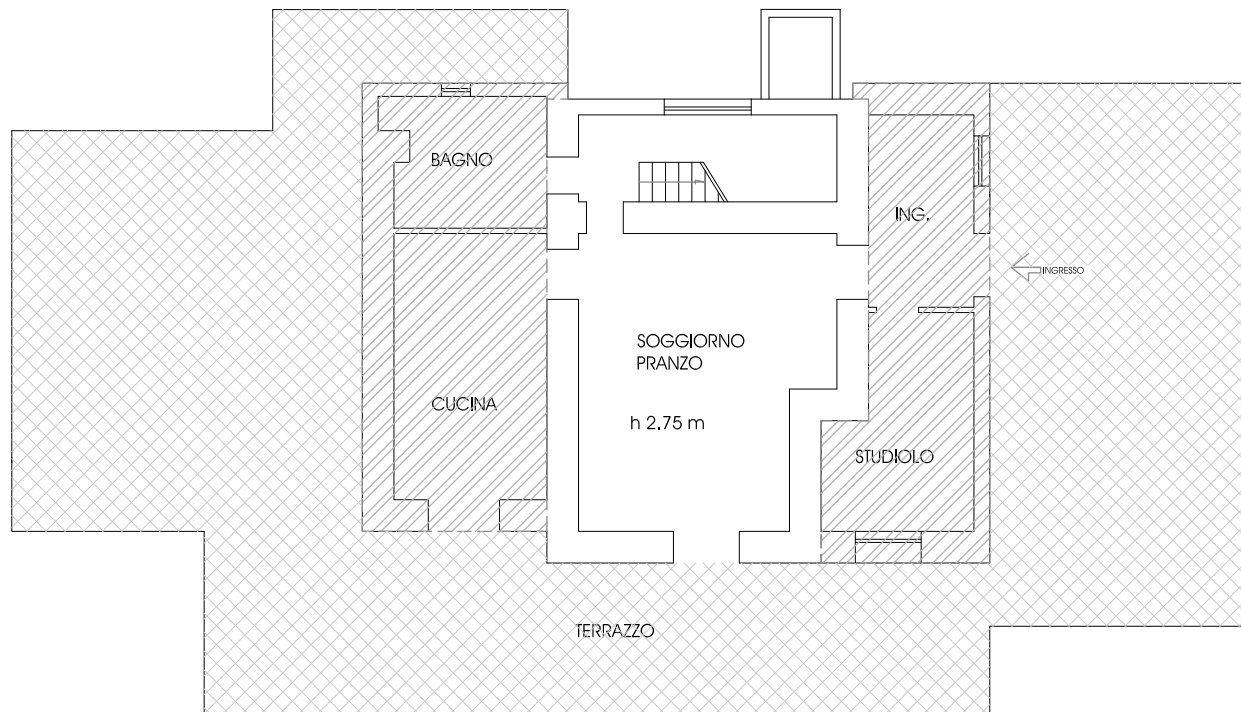 BAGNO
ING.
INGRESSO
SOGGIORNO
PRANZO
CUCINA
h 2.75 m
STUDIOLO
TERRAZZO